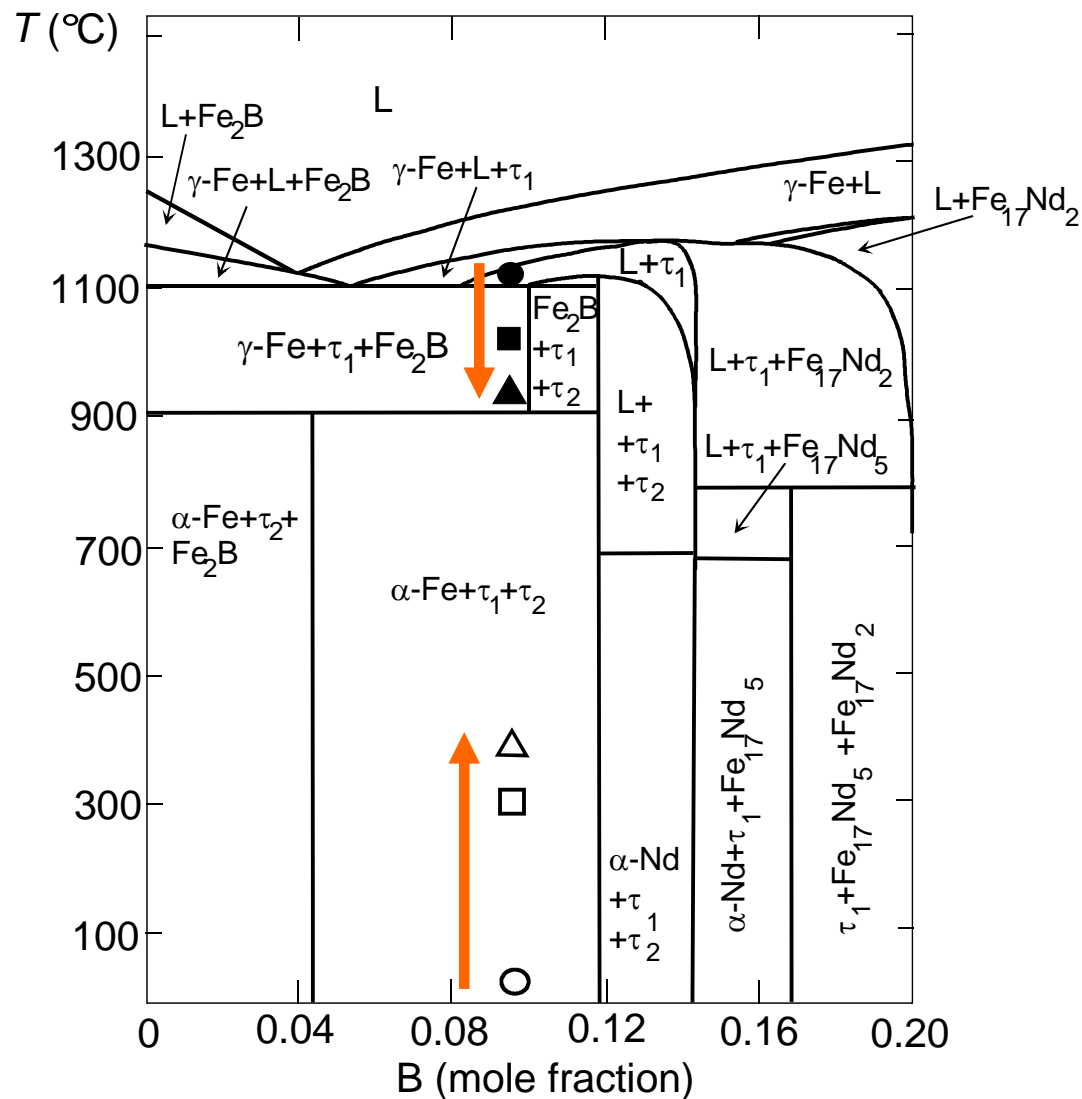 T (°C)
L
L+Fe2B
γ-Fe+L+Fe2B
γ-Fe+L+τ1
γ-Fe+L
L+Fe17Nd2
1300
1100
900
700
500
300
100
L+τ1
γ-Fe+τ1+Fe2B
Fe2B
+τ1
+τ2
L+τ1+Fe17Nd2
L+
+τ1
+τ2
L+τ1+Fe17Nd5
α-Fe+τ2+
Fe2B
α-Fe+τ1+τ2
α-Nd
+τ1
+τ2
α-Nd+τ1+Fe17Nd5
τ1+Fe17Nd5+Fe17Nd2
0
0.04
0.08
0.12
0.16
0.20
B (mole fraction)